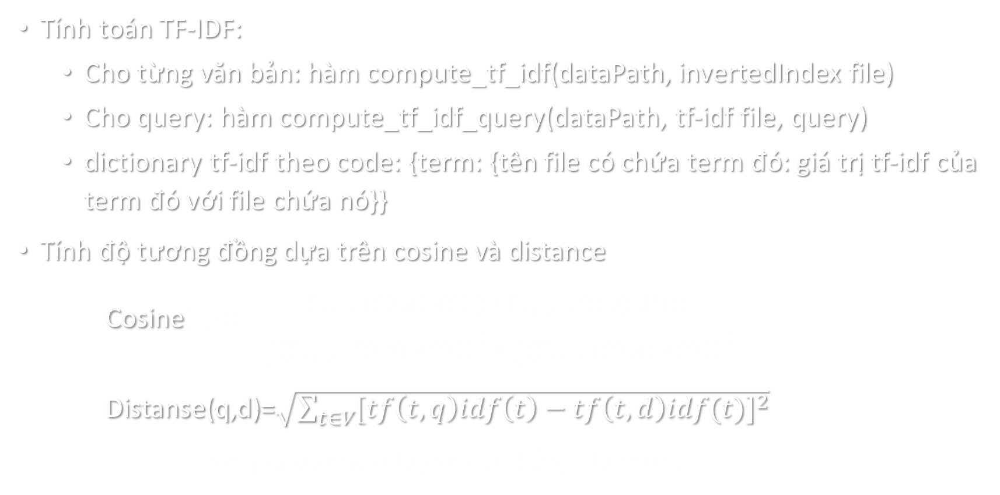 • Tính toán TF-IDF:
• Cho từng văn bản: hàm compute_tf_idf(dataPath, invertedIndex file)
• Cho query: hàm compute_tf_idf_query(dataPath, tf-idf file, query)
• dictionary tf-idf theo code: {term: {tên file có chứa term đó: giá trị tf-idf của
term đó với file chứa nó}}
• Tính độ tương đồng dựa trên cosine và distance
Cosine
Distanse(q,d)=√∑t∈V[tf(t,q)idf(t) − tf(t,d)idf(t)]²